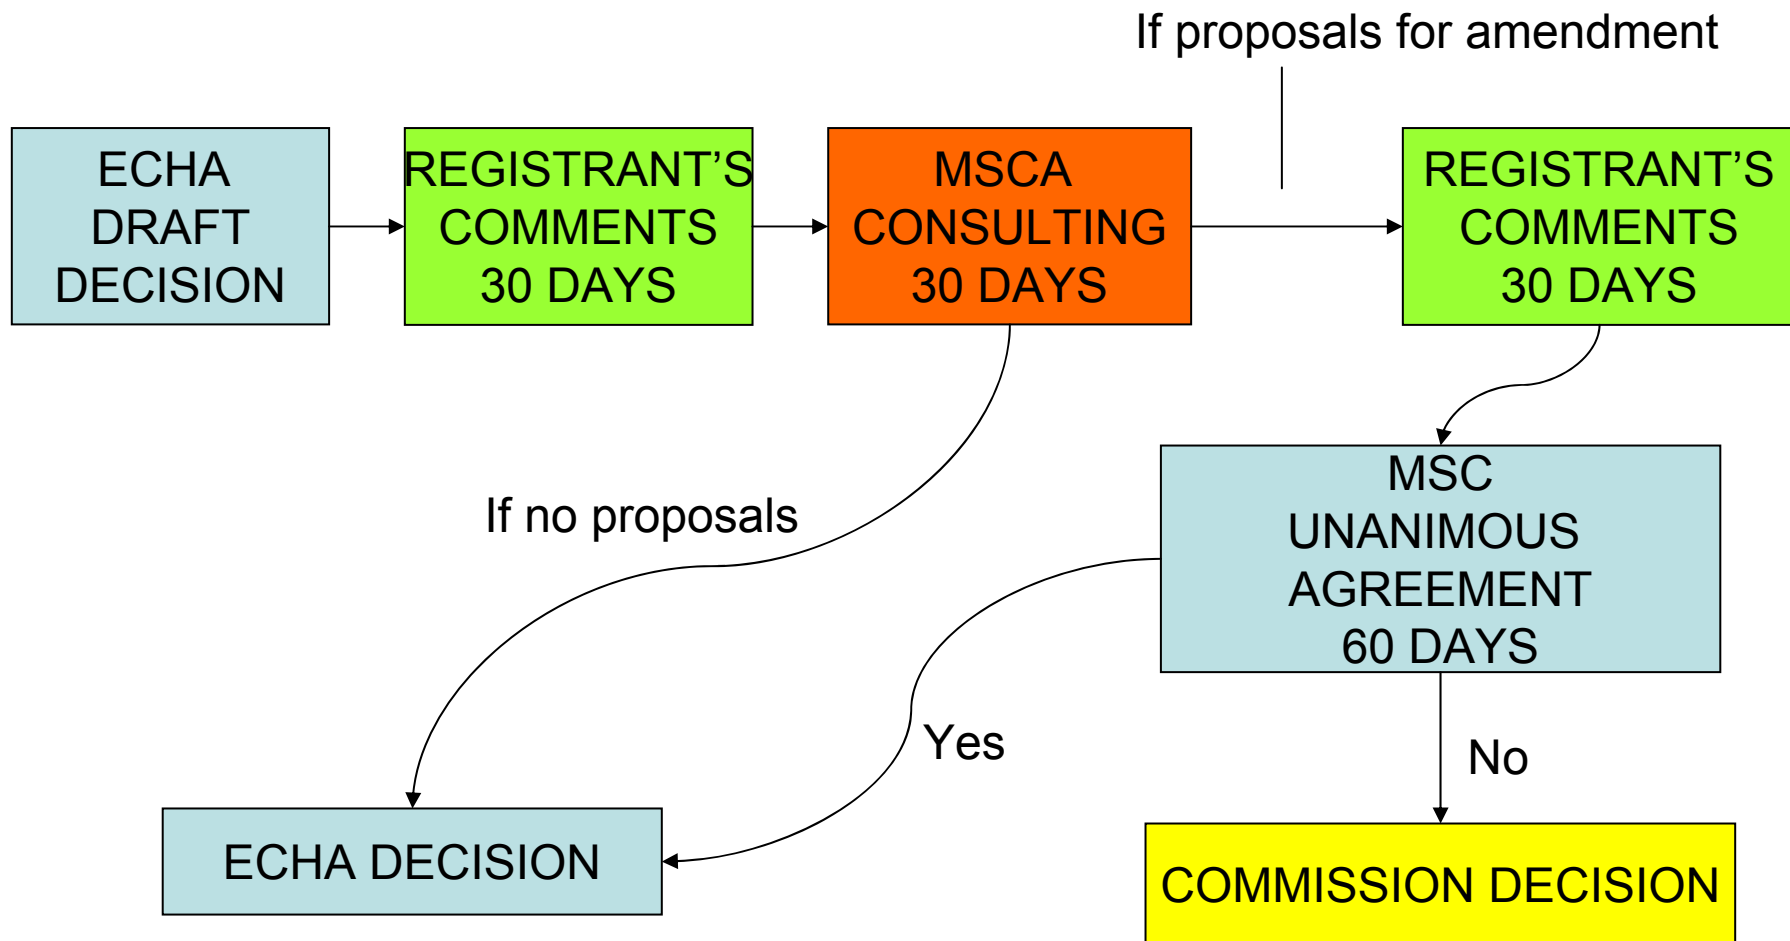 If proposals for amendment
ECHA
DRAFT
DECISION
REGISTRANT’S
COMMENTS
30 DAYS
MSCA
CONSULTING
30 DAYS
REGISTRANT’S
COMMENTS
30 DAYS
If no proposals
MSC
UNANIMOUS
AGREEMENT
60 DAYS
Yes
No
ECHA DECISION
COMMISSION DECISION